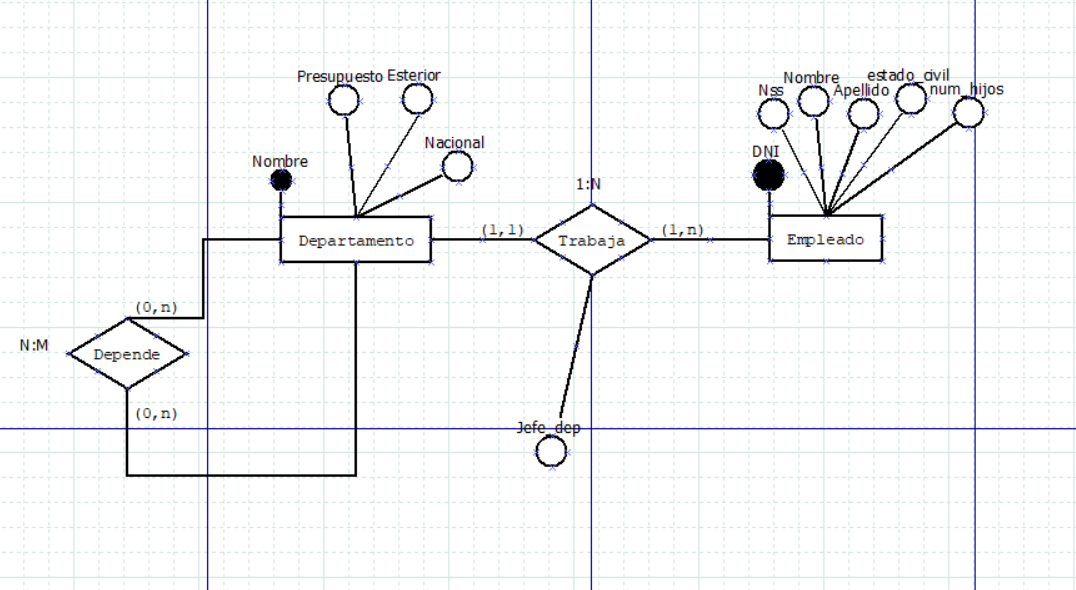 Presupuesto Esterior
Nacional
Nombre
Departamento
(1,1)
1:N
Trabaja
(1,n)
Nss
Nombre
Apellido
estado_civil
num_hijos
DNI
Empleado
(0,n)
N:M
Depende
(0,n)
Jefe_dep